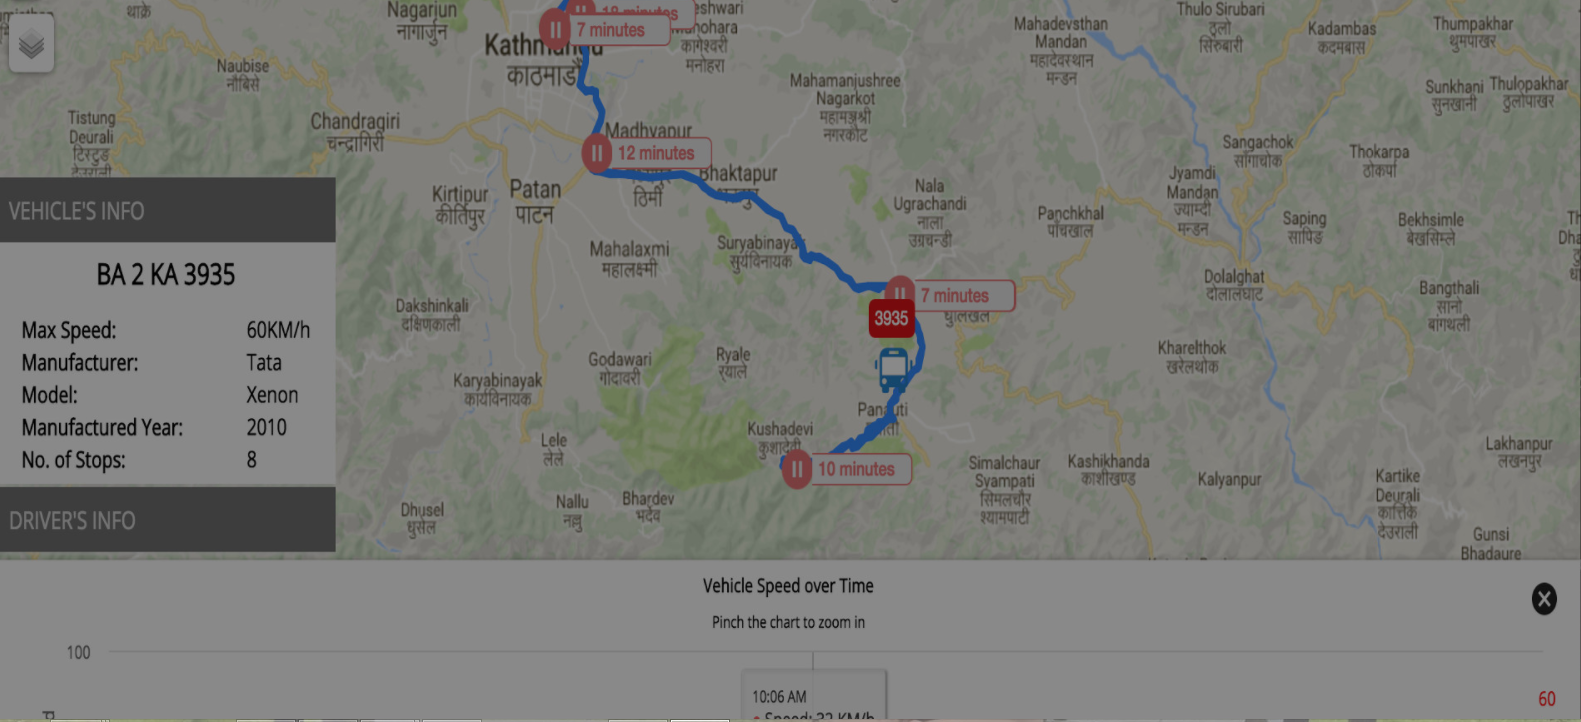 थाक्रे
Nagarjun
नागार्जुन
18 minutes
7 minutes
Kathmandu
काठमाडौं
कागेश्वरी
मनोहरा
Mahadevsthan
Mandan
महादेवस्थान
मन्डन
Thulo Sirubari
ठुलो
सिरुबारी
Kadambas
कदमबास
Thumpakhar
थुमपाखर
Naubise
नौबिसे
Mahamanjushree
Nagarkot
महामञ्जुश्री
नगरकोट
Sunkhani
सुनखानी
Thulopakhar
ठुलोपाखर
Tistung
Deurali
टिस्टुङ
देउराली
Chandragiri
चन्द्रागिरी
Madhyapur
12 minutes
ठिमी
Bhaktapur
Sangachok
साँगाचोक
Thokarpa
ठोकर्पा
Kirtipur
कीर्तिपुर
Patan
पाटन
Nala
Ugrachandi
नाला
उग्रचन्डी
Jyamdi
Mandan
ज्याम्दी
मन्डन
Panchkhal
पाँचखाल
Saping
सापिङ
Bekhsimle
बेखसिम्ले
VEHICLE'S INFO
BA 2 KA 3935
Max Speed: 60KM/h
Manufacturer: Tata
Model: Xenon
Manufactured Year: 2010
No. of Stops: 8
DRIVER'S INFO
Mahalaxmi
महालक्ष्मी
Suryabinayak
सुर्यविनायक
Dolalghat
दोलालघाट
Bangthali
सानो
बांगथली
Dakshinkali
दक्षिणकाली
7 minutes
3935
धुलिखेल
Godawari
गोदावरी
Ryale
र्‍याले
Kharelthok
खरेलथोक
Karyabinayak
कार्यविनायक
Panauti
Kushadevi
कुशादेवी
10 minutes
Lele
लेले
Simalchaur
Syampati
सिमलचौर
श्यामपाटी
Kashikhanda
काशीखण्ड
Kalyanpur
Kartike
Deurali
कार्त्तिके
देउराली
Lakhanpur
लखनपुर
Dhusel
धुसेल
Nallu
नल्लु
Bhardev
भर्देव
Gunsi
Bhadaure
Vehicle Speed over Time
Pinch the chart to zoom in
100
10:06 AM
Speed: 32 KM/h
60